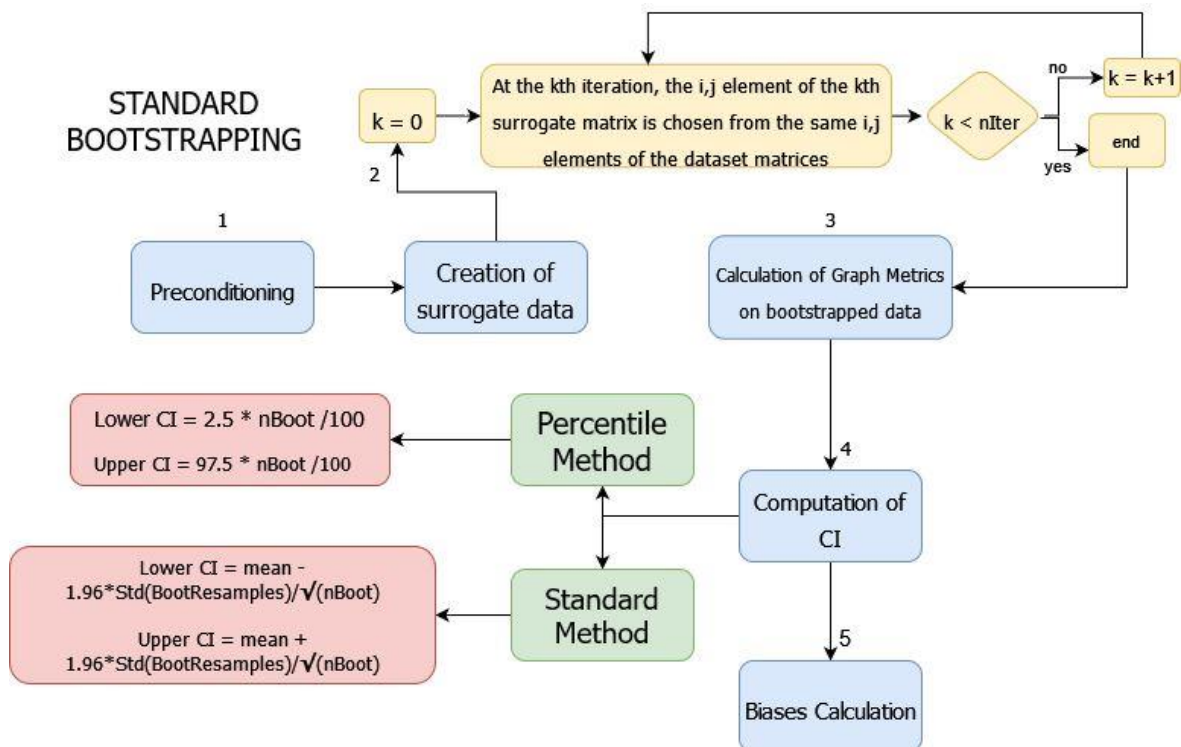 STANDARD
BOOTSTRAPPING
k = 0
At the kth iteration, the i,j element of the kth
surrogate matrix is chosen from the same i,j
elements of the dataset matrices
k < nIter
no
k = k+1
yes
end
2
1
Preconditioning
Creation of
surrogate data
3
Calculation of Graph Metrics
on bootstrapped data
4
Computation of
CI
Percentile
Method
Lower CI = 2.5 * nBoot /100
Upper CI = 97.5 * nBoot /100
Standard
Method
Lower CI = mean -
1.96*Std(BootResamples)/√(nBoot)
Upper CI = mean +
1.96*Std(BootResamples)/√(nBoot)
5
Biases Calculation